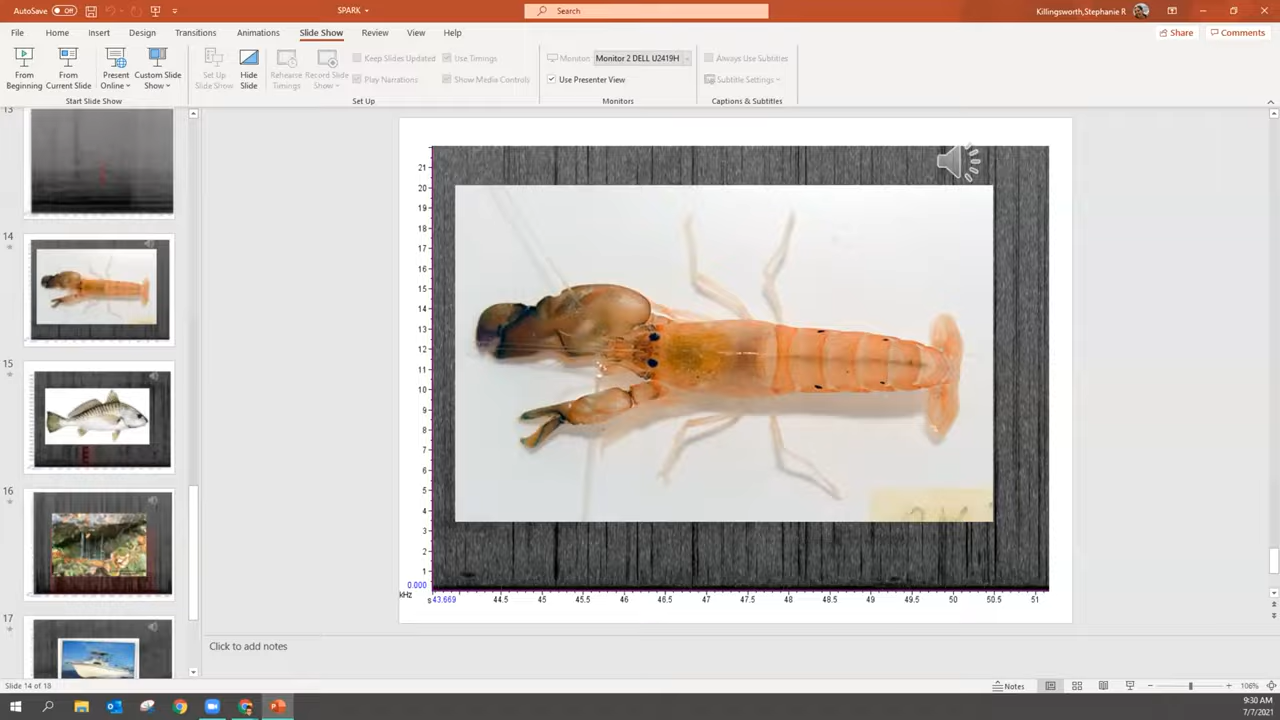 AutoSave Off SPARK Search Killingsworth,Stephanie R
File Home Insert Design Transitions Animations Slide Show Review View Help Share Comments
From Beginning
From Current Slide
Present Online
Custom Slide Show
Set Up Slide Show
Hide Slide
Rehearse Timings
Record Slide Show
Keep Slides Updated
Play Narrations
Use Timings
Show Media Controls
Monitor: Monitor 2 DELL U2419H
Use Presenter View
Always Use Subtitles
Subtitle Settings
Start Slide Show Set Up Monitors Captions & Subtitles
13
14
15
16
17
21
20
19
18
17
16
15
14
13
12
11
10
9
8
7
6
5
4
3
2
1
0.000
kHz
s 43.669 44.5 45 45.5 46 46.5 47 47.5 48 48.5 49 49.5 50 50.5 51
Click to add notes
Slide 14 of 18 Notes 106%
9:30 AM
7/7/2021